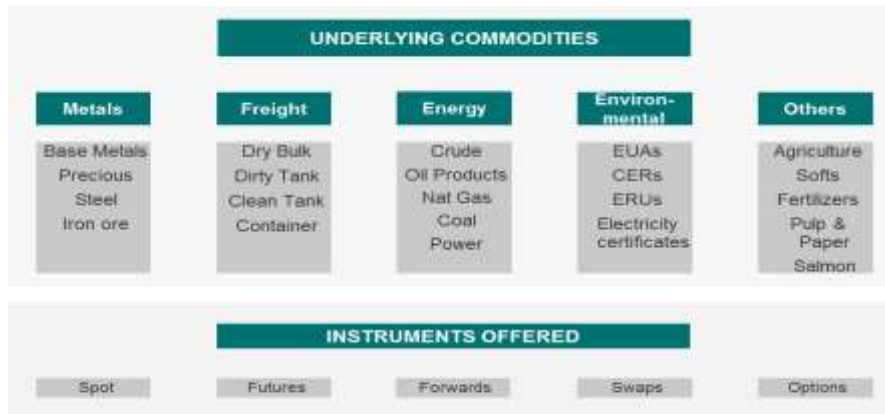 UNDERLYING COMMODITIES
Metals
Base Metals
Precious
Steel
Iron ore
Freight
Dry Bulk
Dirty Tank
Clean Tank
Container
Energy
Crude
Oil Products
Nat Gas
Coal
Power
Environ-
mental
EUAs
CERs
ERUs
Electricity
certificates
Others
Agriculture
Softs
Fertilizers
Pulp &
Paper
Salmon
INSTRUMENTS OFFERED
Spot
Futures
Forwards
Swaps
Options